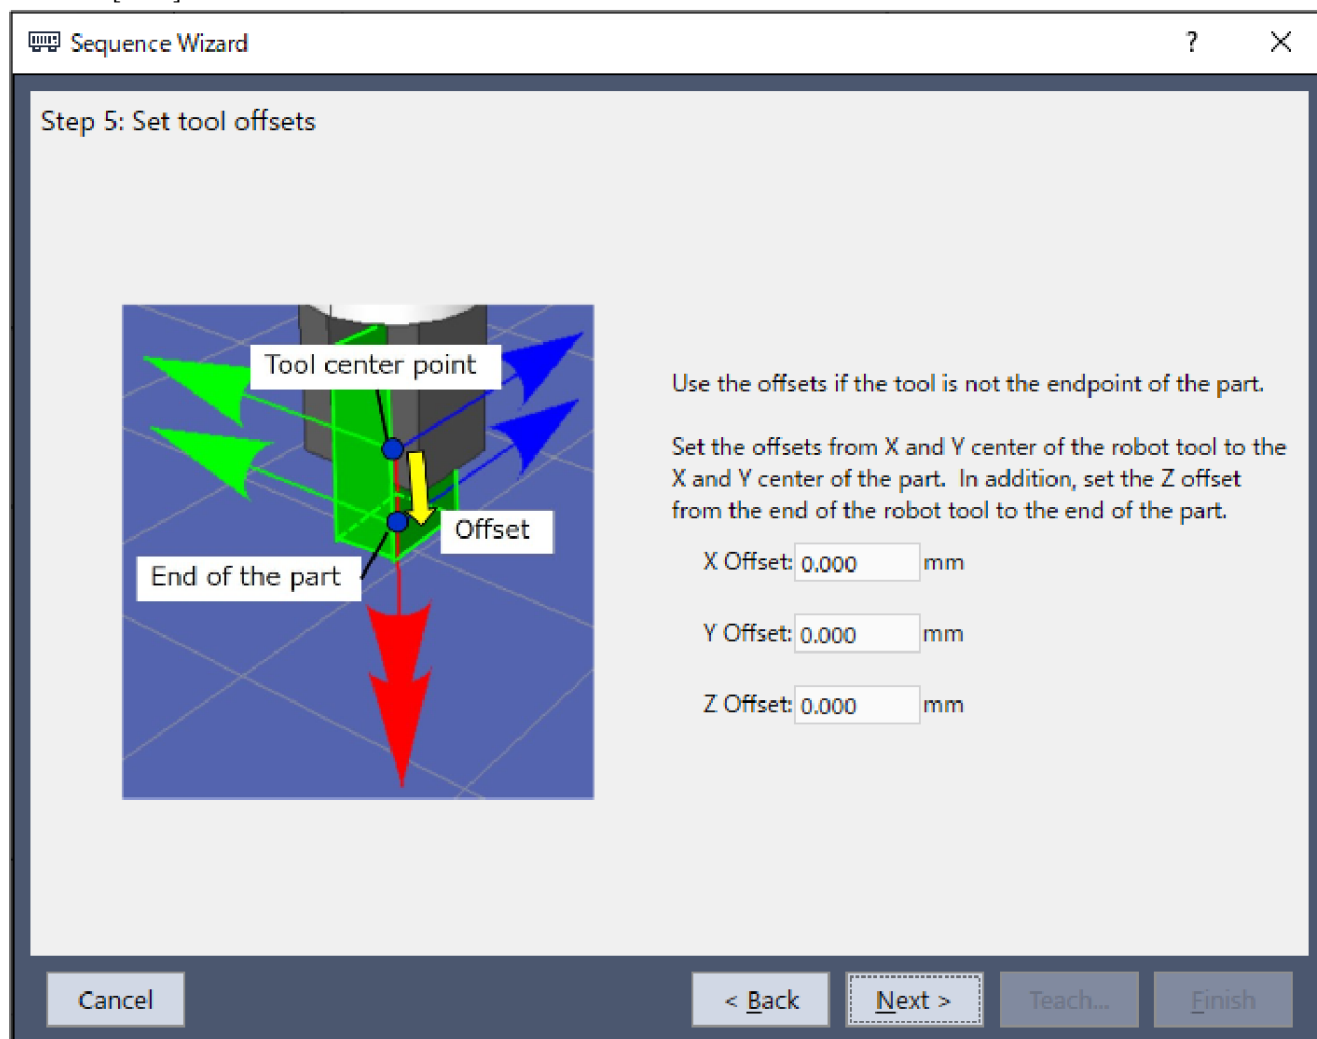 Sequence Wizard
?
Step 5: Set tool offsets
Tool center point
Offset
End of the part
Use the offsets if the tool is not the endpoint of the part.
Set the offsets from X and Y center of the robot tool to the
X and Y center of the part. In addition, set the Z offset
from the end of the robot tool to the end of the part.
X Offset: 0.000 mm
Y Offset: 0.000 mm
Z Offset: 0.000 mm
Cancel
< Back
Next >
Teach...
Finish